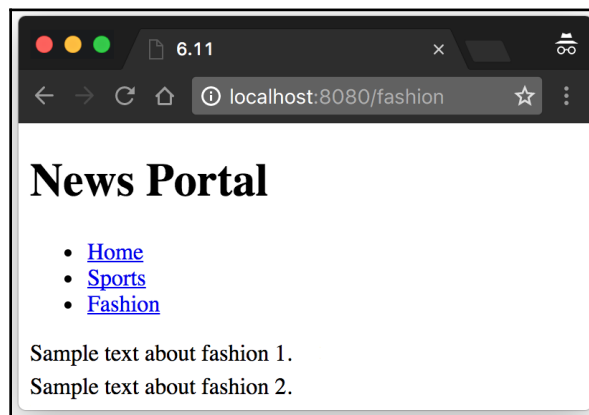 6.11
localhost:8080/fashion
News Portal
Home
Sports
Fashion
Sample text about fashion 1.
Sample text about fashion 2.